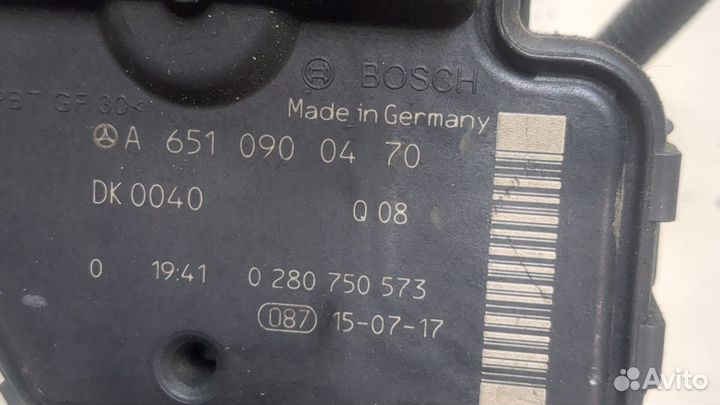 BOSCH
PBT GF 30<
Made in Germany
A 651 090 04 70
DK 0040 Q 08
0 19:41 0 280 750 573
087 15-07-17
Avito